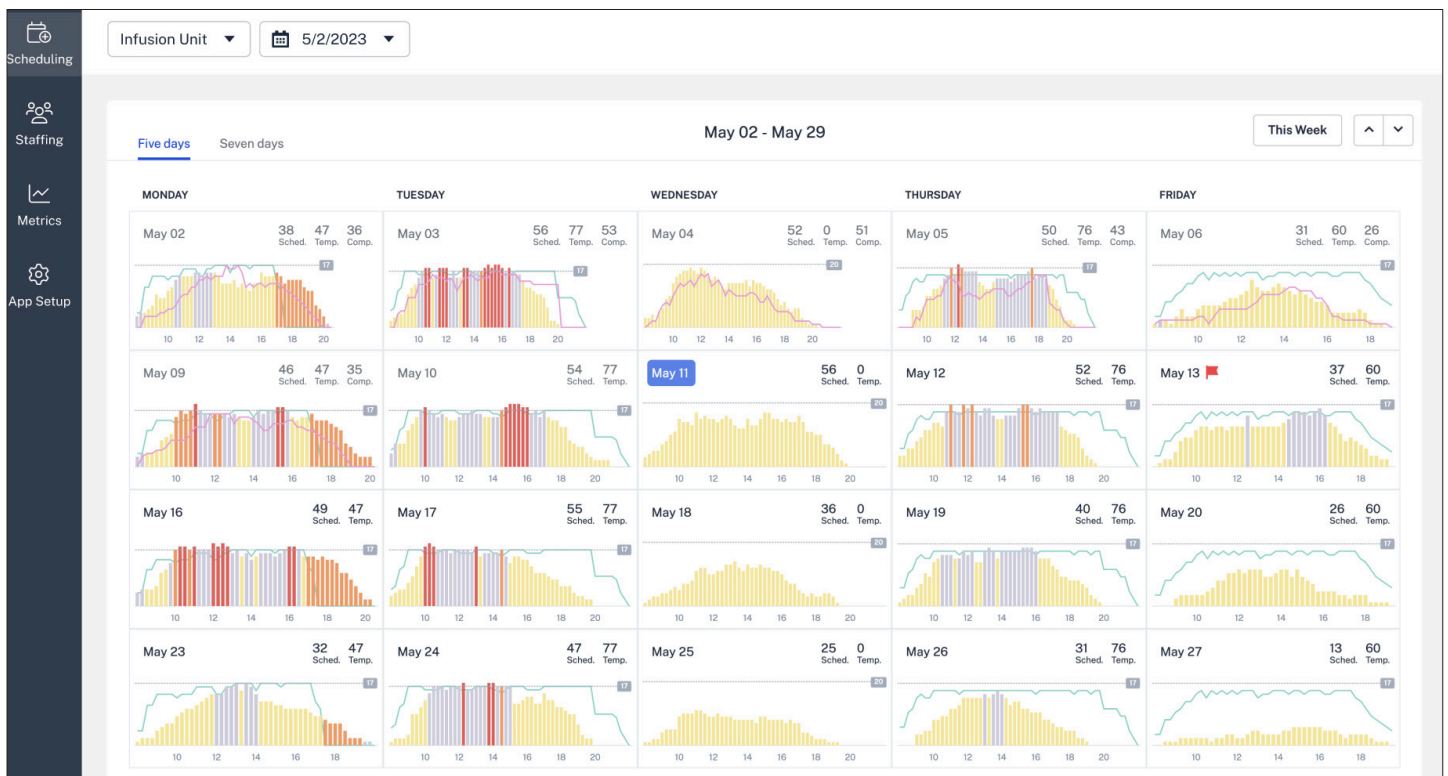 Scheduling
Staffing
Metrics
App Setup
Infusion Unit
5/2/2023
Five days Seven days
May 02 - May 29
This Week
MONDAY TUESDAY WEDNESDAY THURSDAY FRIDAY
May 02 38 47 36
Sched. Temp. Comp.
17
10 12 14 16 18 20
May 03 56 77 53
Sched. Temp. Comp.
17
10 12 14 16 18 20
May 04 52 0 51
Sched. Temp. Comp.
20
10 12 14 16 18 20
May 05 50 76 43
Sched. Temp. Comp.
17
10 12 14 16 18 20
May 06 31 60 26
Sched. Temp. Comp.
17
10 12 14 16 18
May 09 46 47 35
Sched. Temp. Comp.
17
10 12 14 16 18 20
May 10 54 77
Sched. Temp.
17
10 12 14 16 18 20
May 11 56 0
Sched. Temp.
20
10 12 14 16 18 20
May 12 52 76
Sched. Temp.
17
10 12 14 16 18 20
May 13 37 60
Sched. Temp.
17
10 12 14 16 18
May 16 49 47
Sched. Temp.
17
10 12 14 16 18 20
May 17 55 77
Sched. Temp.
17
10 12 14 16 18 20
May 18 36 0
Sched. Temp.
20
10 12 14 16 18 20
May 19 40 76
Sched. Temp.
17
10 12 14 16 18 20
May 20 26 60
Sched. Temp.
17
10 12 14 16 18
May 23 32 47
Sched. Temp.
17
10 12 14 16 18
May 24 47 77
Sched. Temp.
17
10 12 14 16 18 20
May 25 25 0
Sched. Temp.
20
10 12 14 16 18 20
May 26 31 76
Sched. Temp.
17
10 12 14 16 18 20
May 27 13 60
Sched. Temp.
17
10 12 14 16 18